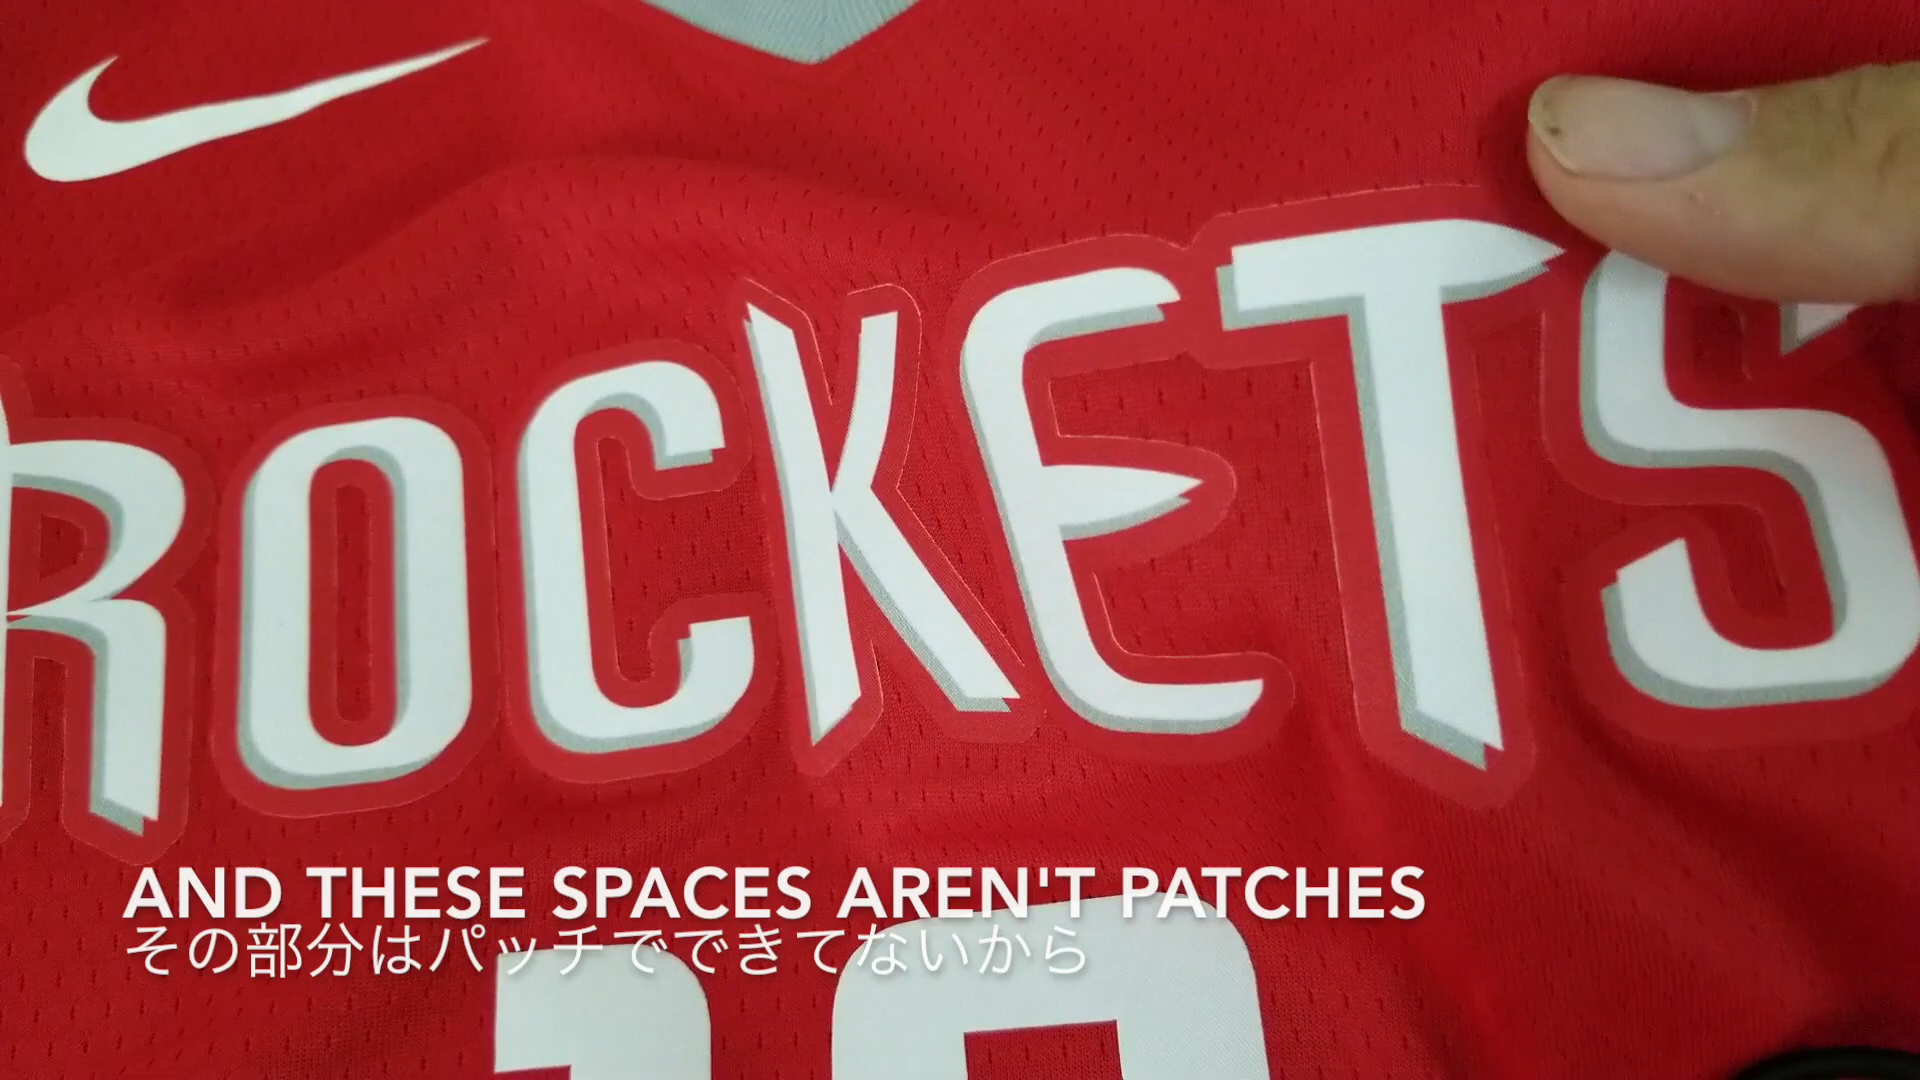 ROCKETS
AND THESE SPACES AREN'T PATCHES
その部分はパッチでできてないから